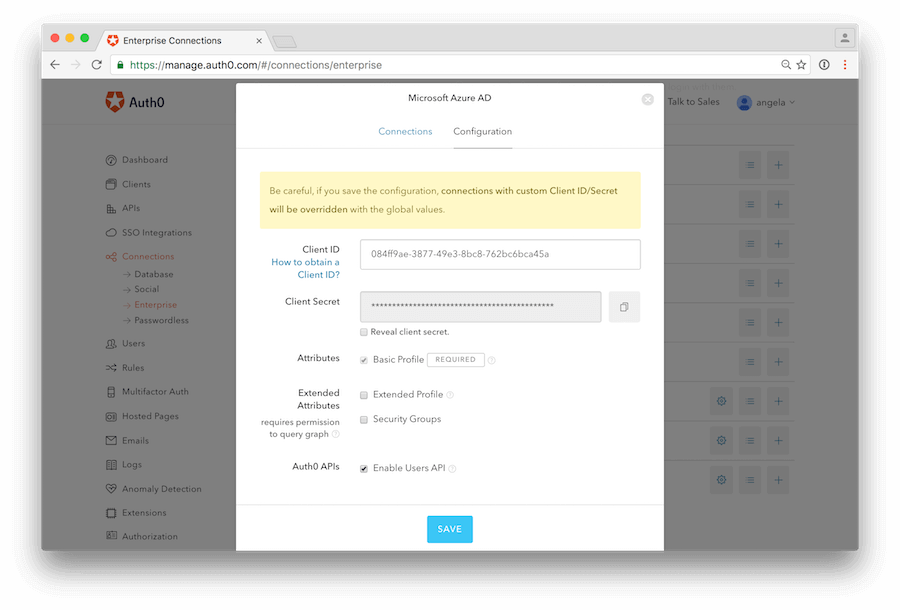 Enterprise Connections
https://manage.auth0.com/#/connections/enterprise
Auth0
Talk to Sales
angela
Dashboard
Clients
APIs
SSO Integrations
Connections
Database
Social
Enterprise
Passwordless
Users
Rules
Multifactor Auth
Hosted Pages
Emails
Logs
Anomaly Detection
Extensions
Authorization
Microsoft Azure AD
Connections Configuration
Be careful, if you save the configuration, connections with custom Client ID/Secret
will be overridden with the global values.
Client ID
How to obtain a
Client ID?
084ff9ae-3877-49e3-8bc8-762bc6bca45a
Client Secret
Reveal client secret.
Attributes
Basic Profile REQUIRED
Extended
Attributes
requires permission
to query graph
Extended Profile
Security Groups
Auth0 APIs
Enable Users API
SAVE